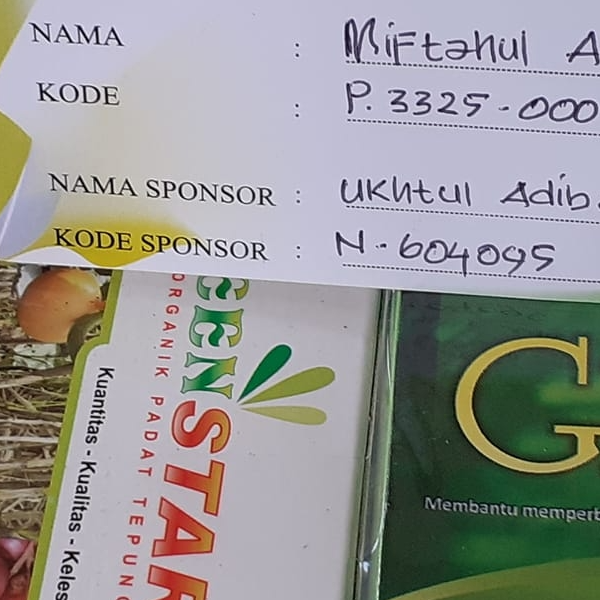 NAMA : Miftahul A
KODE : P. 3325-000
NAMA SPONSOR : Ukhtul Adib
KODE SPONSOR : N-604095
GEN STAR
ORGANIK PADAT TEPUNG
Kuantitas - Kualitas - Keles
G
Membantu memperb